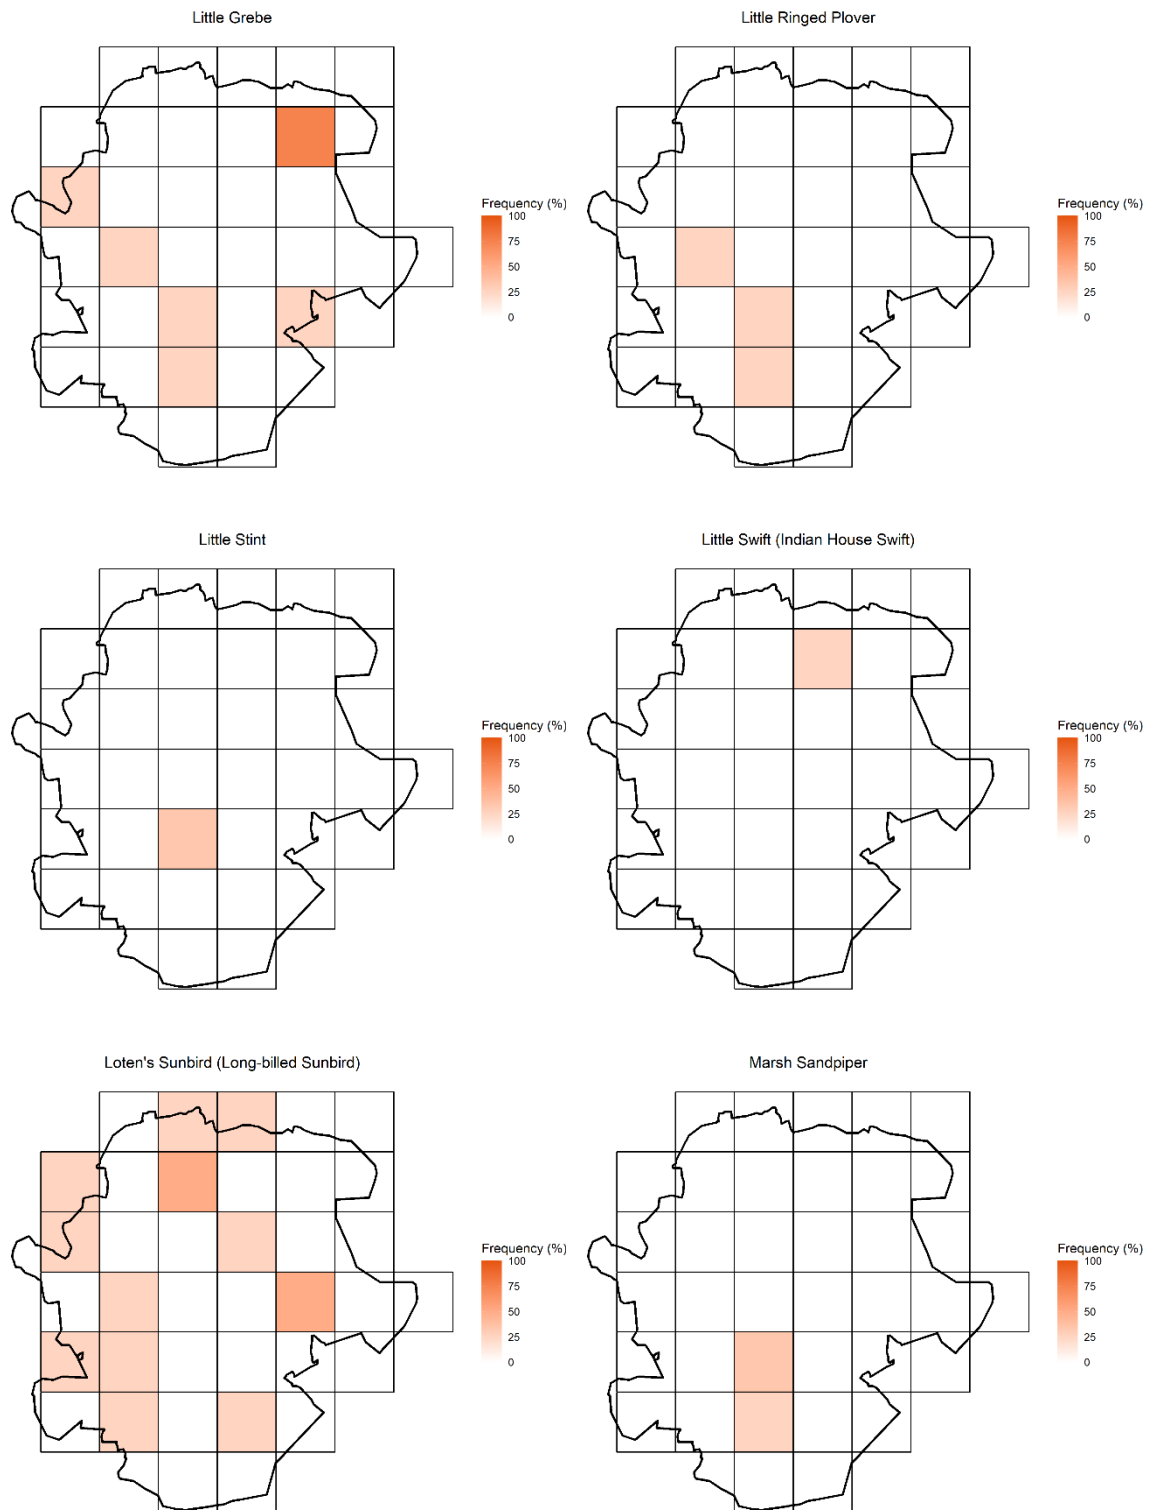 Little Grebe
Little Ringed Plover
Frequency (%)
100
75
50
25
0
Frequency (%)
100
75
50
25
0
Little Stint
Little Swift (Indian House Swift)
Frequency (%)
100
75
50
25
0
Frequency (%)
100
75
50
25
0
Loten's Sunbird (Long-billed Sunbird)
Marsh Sandpiper
Frequency (%)
100
75
50
25
0
Frequency (%)
100
75
50
25
0